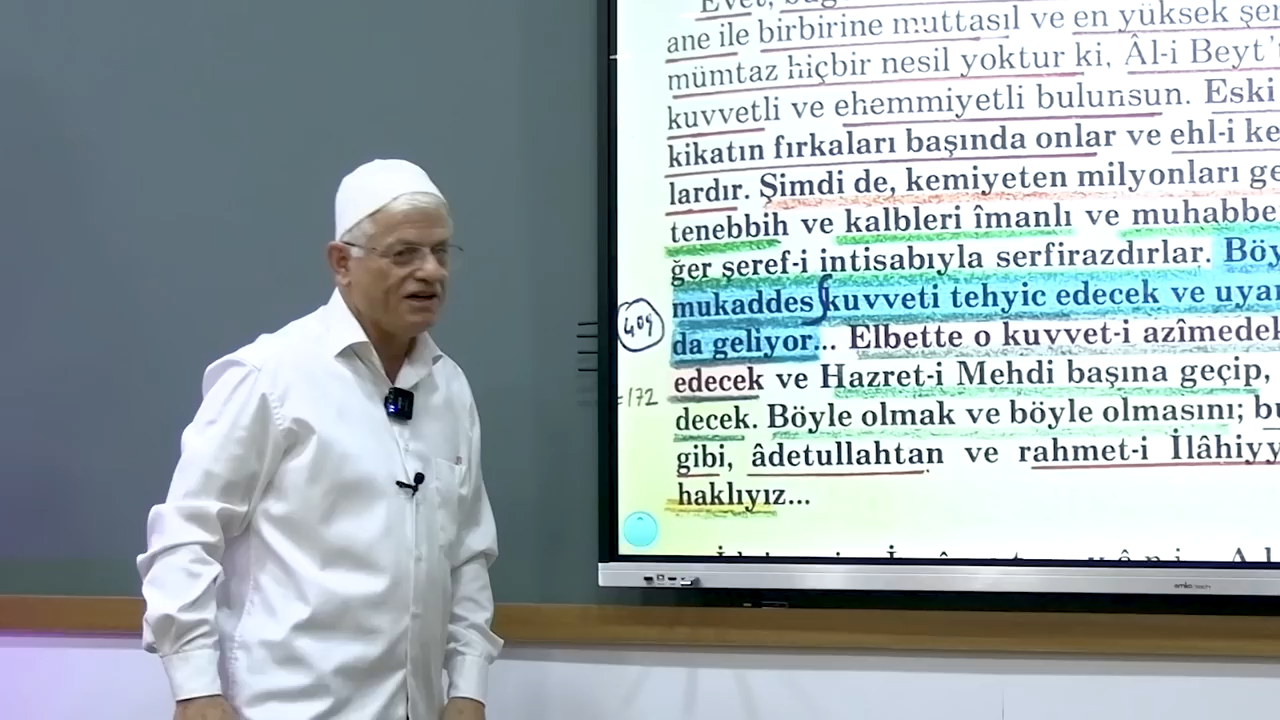 Evet,
ane ile birbirine muttasıl ve en yüksek şer
mümtaz hiçbir nesil yoktur ki, Âl-i Beyt'
kuvvetli ve ehemmiyetli bulunsun. Eski
kikatın fırkaları başında onlar ve ehl-i ke
lardır. Şimdi de, kemiyeten milyonları ge
tenebbih ve kalbleri îmanlı ve muhabbe
ğer şeref-i intisabıyla serfirazdırlar. Böy
mukaddes kuvveti tehyic edecek ve uyan
409
da geliyor... Elbette o kuvvet-i azîmedek
edecek ve Hazret-i Mehdi başına geçip,
=172
decek. Böyle olmak ve böyle olmasını; bu
gibi, âdetullahtan ve rahmet-i İlâhiyy
haklıyız...